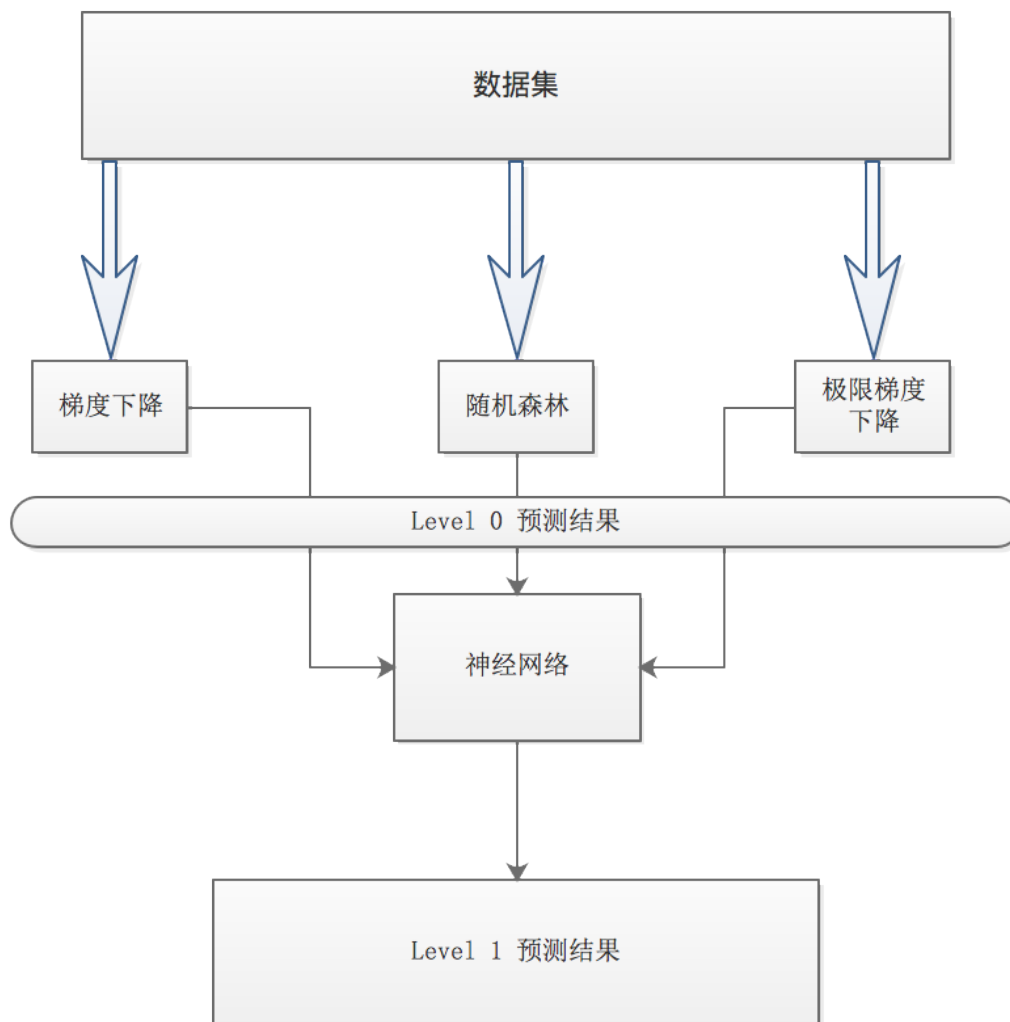 数据集
梯度下降
随机森林
极限梯度
下降
Level 0 预测结果
神经网络
Level 1 预测结果